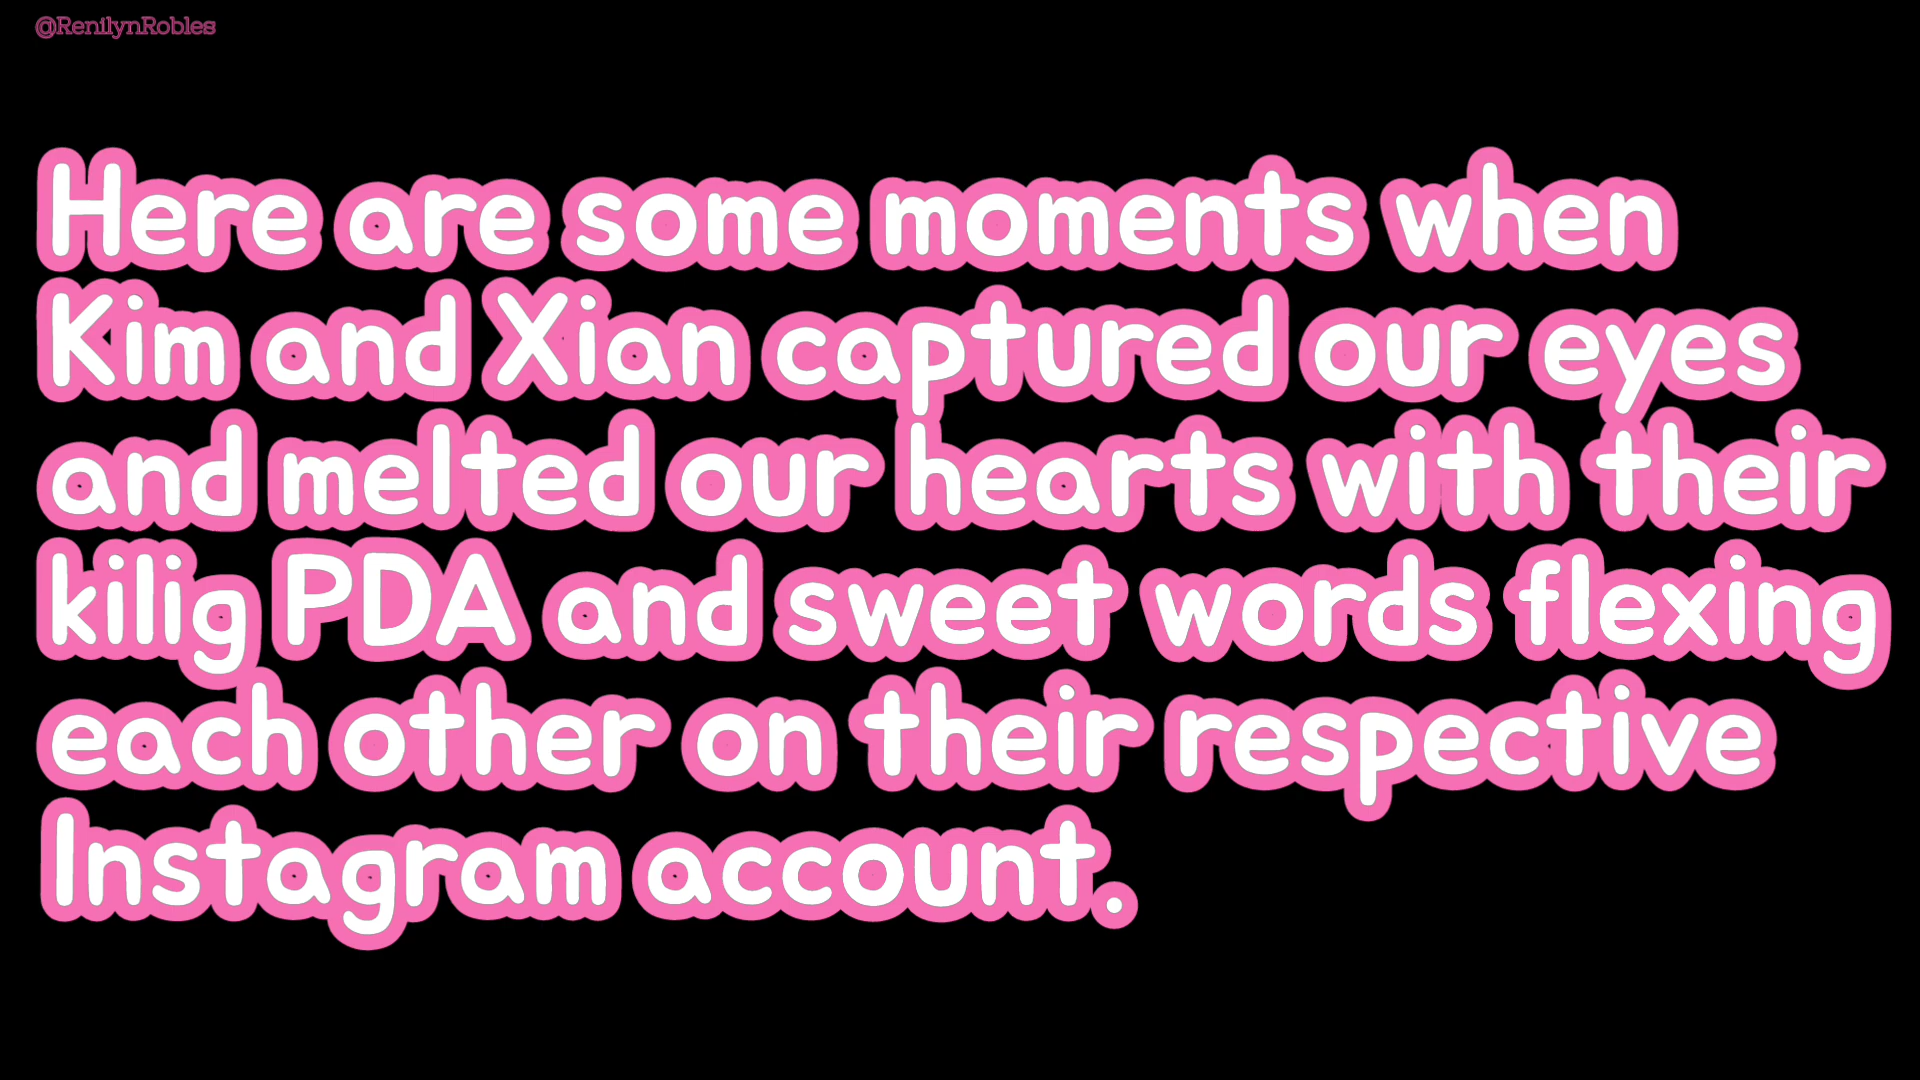 @RenilynRobles
Here are some moments when
Kim and Xian captured our eyes
and melted our hearts with their
kilig PDA and sweet words flexing
each other on their respective
Instagram account.